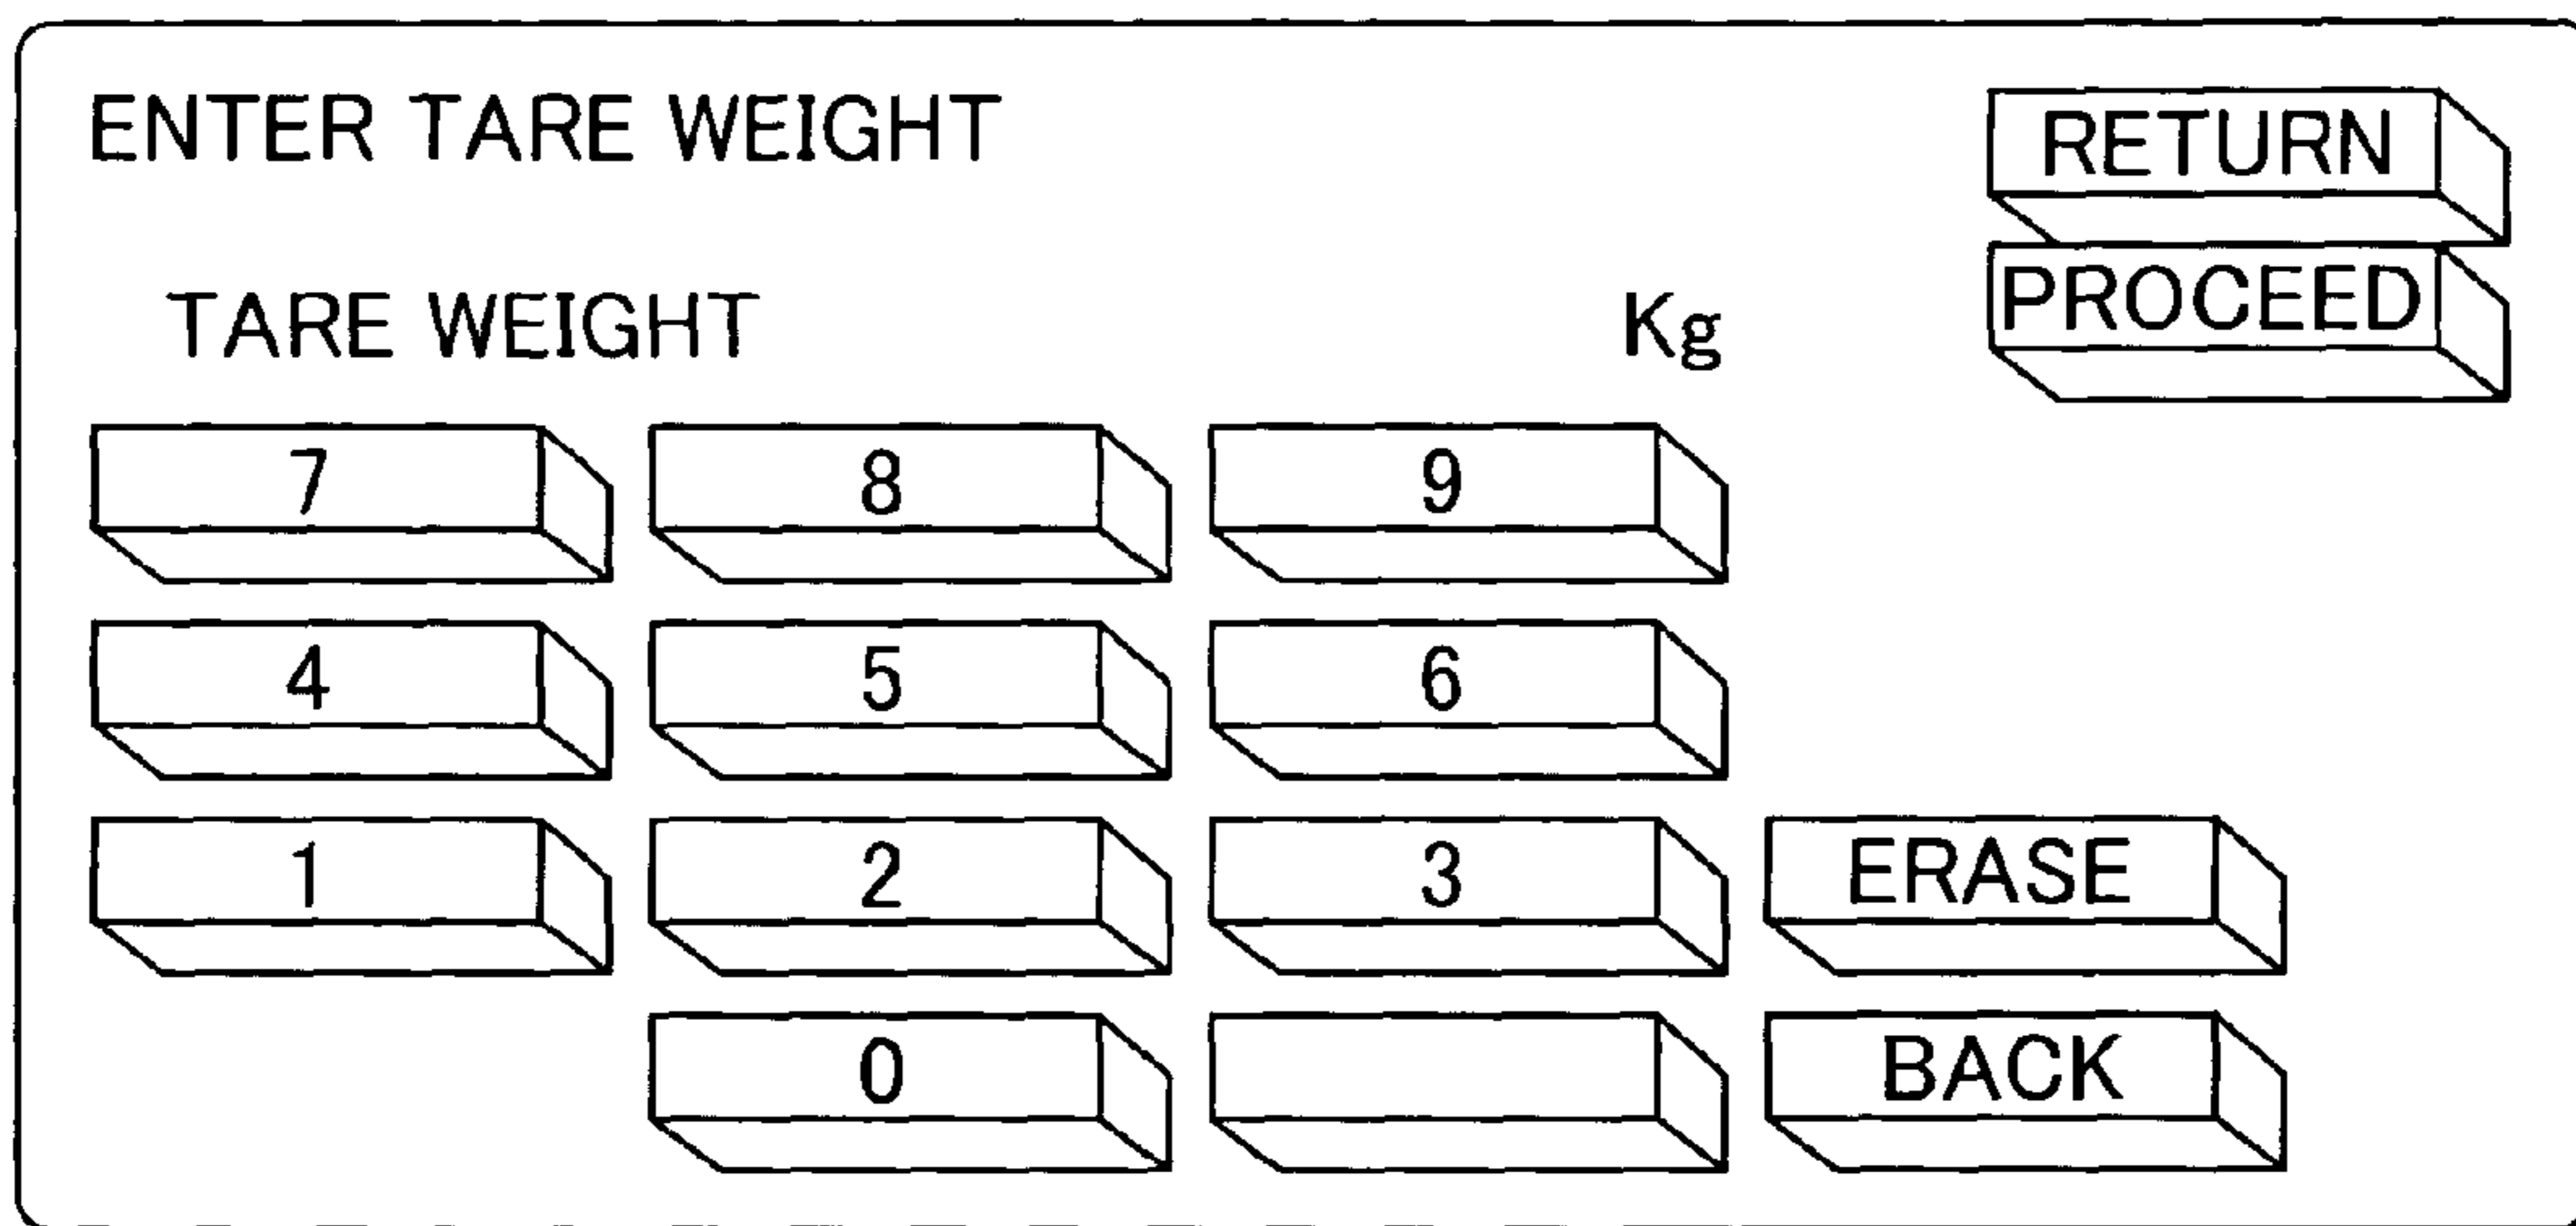 ENTER TARE WEIGHT
RETURN
PROCEED
TARE WEIGHT Kg
7 8 9
4 5 6
1 2 3 ERASE
0 BACK